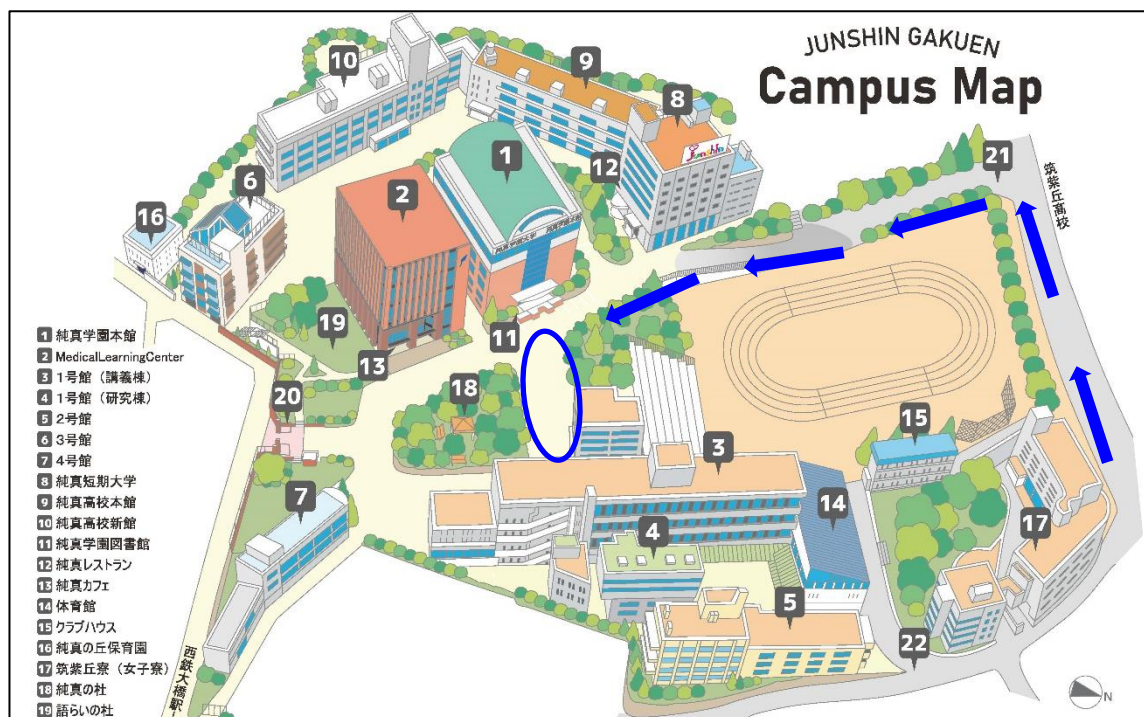 JUNSHIN GAKUEN
Campus Map
10
9
8
1
12
21
筑紫丘高校
6
2
16
純真学園大学
Junshin
19
11
13
18
20
15
3
7
14
17
4
5
22
1 純真学園本館
2 MedicalLearningCenter
3 1号館（講義棟）
4 1号館（研究棟）
5 2号館
6 3号館
7 4号館
8 純真短期大学
9 純真高校本館
10 純真高校新館
11 純真学園図書館
12 純真レストラン
13 純真カフェ
14 体育館
15 クラブハウス
16 純真の丘保育園
17 筑紫丘寮（女子寮）
18 純真の杜
19 語らいの杜
西鉄大橋駅
N